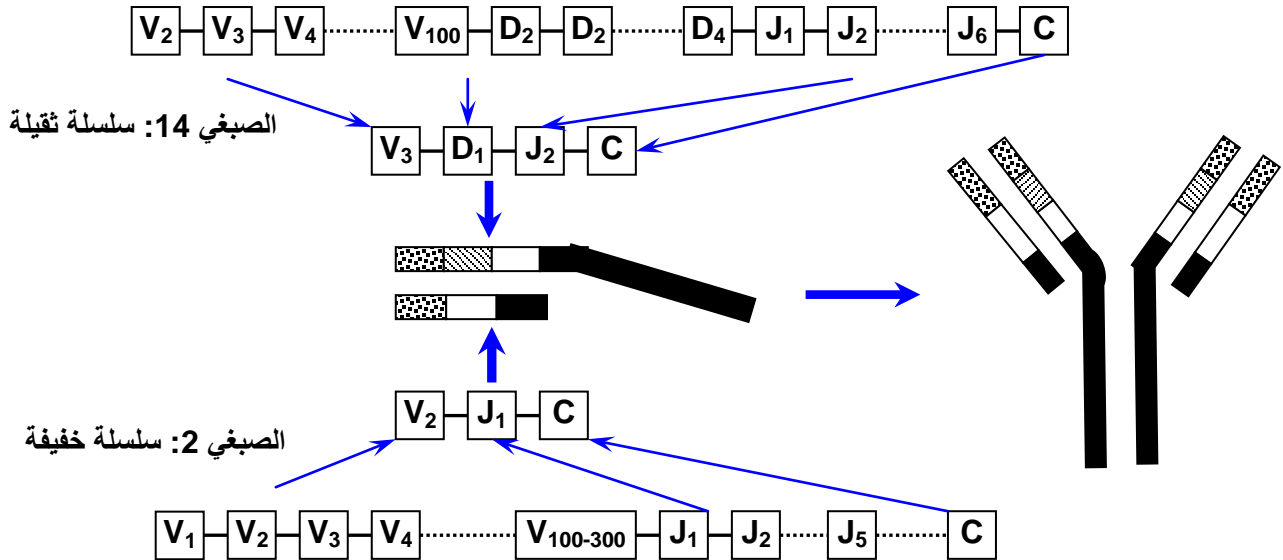 V₂ V₃ V₄ V₁₀₀ D₂ D₂ D₄ J₁ J₂ J₆ C
الصبغي 14: سلسلة ثقيلة
V₃ D₁ J₂ C
V₂ J₁ C
الصبغي 2: سلسلة خفيفة
V₁ V₂ V₃ V₄ V₁₀₀₋₃₀₀ J₁ J₂ J₅ C